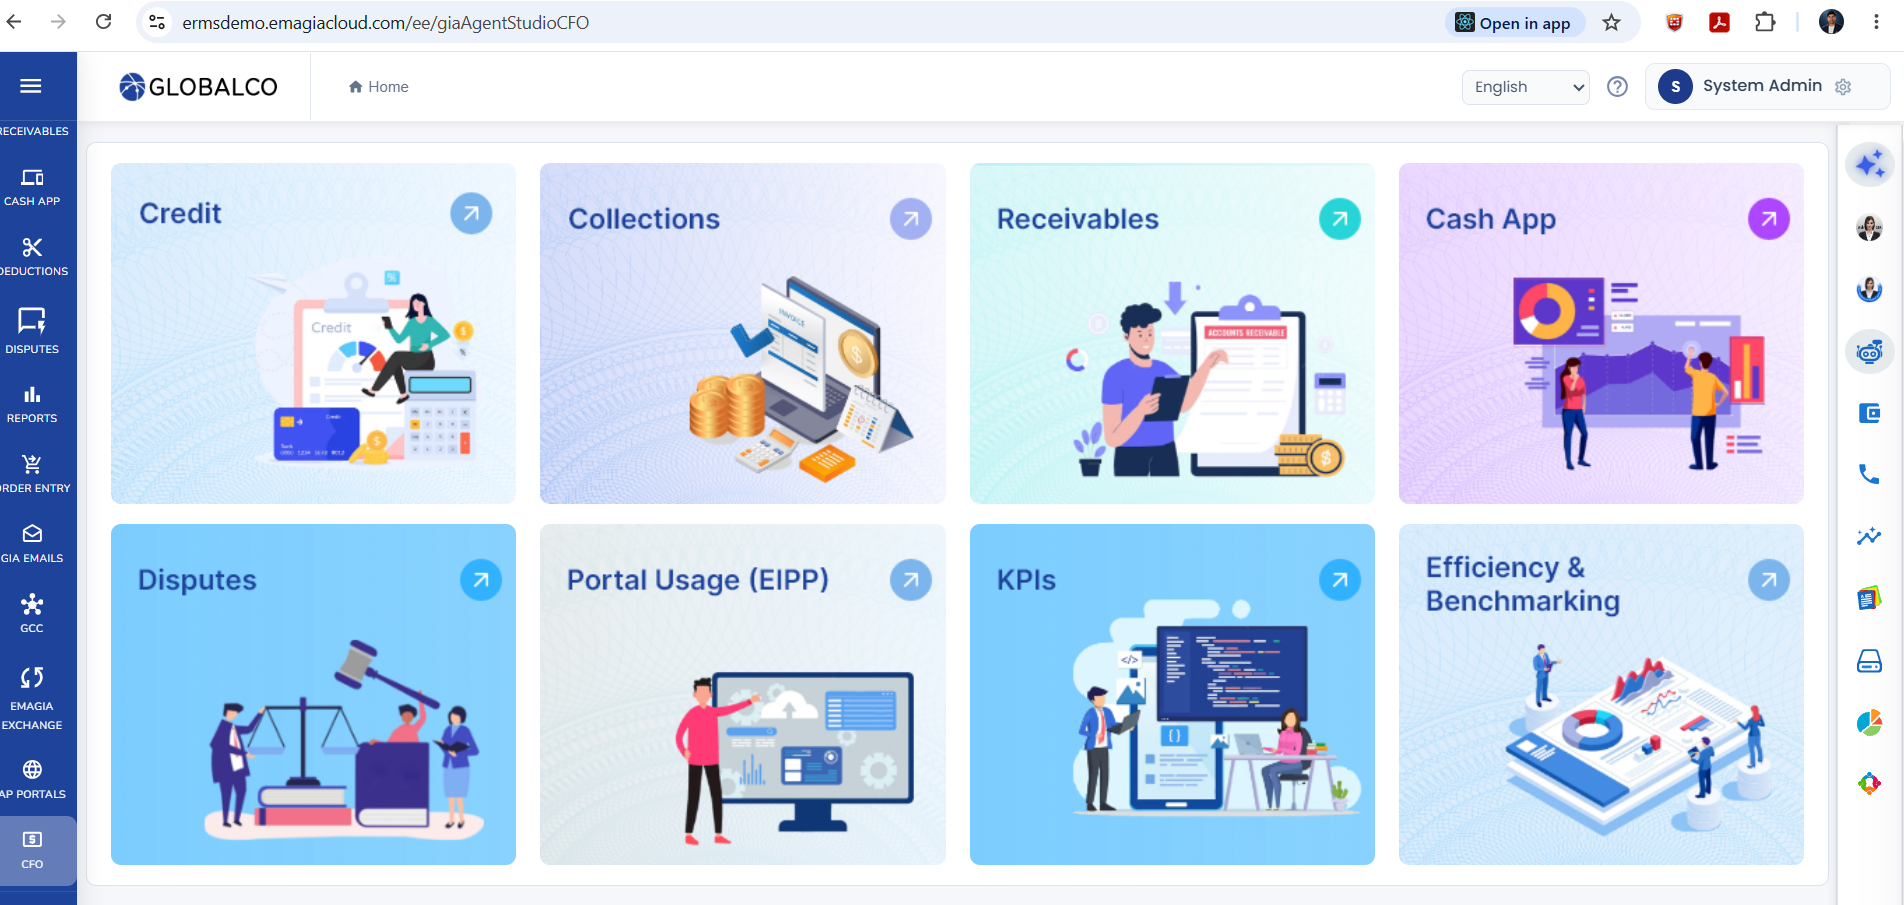 ermsdemo.emagiacloud.com/ee/giaAgentStudioCFO
Open in app
GLOBALCO
Home
English
?
S
System Admin
RECEIVABLES
CASH APP
DEDUCTIONS
DISPUTES
REPORTS
ORDER ENTRY
GIA EMAILS
GCC
EMAGIA
EXCHANGE
AP PORTALS
CFO
Credit
Credit
Credit
Collections
INVOICE
Receivables
ACCOUNTS RECEIVABLE
Cash App
Disputes
Portal Usage (EIPP)
KPIs
</>
{}
Efficiency &
Benchmarking